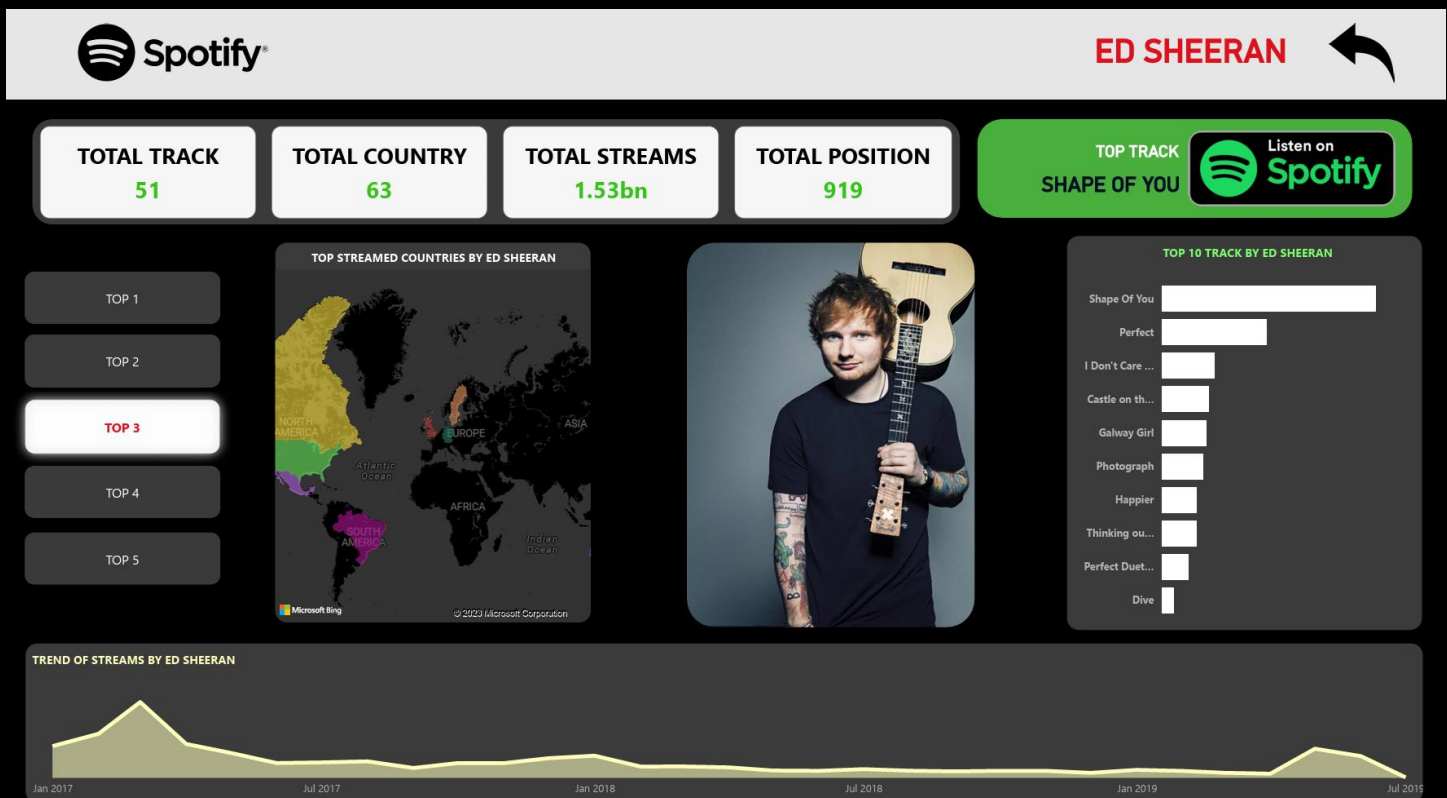 Spotify®
ED SHEERAN
TOTAL TRACK
51
TOTAL COUNTRY
63
TOTAL STREAMS
1.53bn
TOTAL POSITION
919
TOP TRACK
SHAPE OF YOU
Listen on
Spotify
TOP 1
TOP 2
TOP 3
TOP 4
TOP 5
TOP STREAMED COUNTRIES BY ED SHEERAN
NORTH
AMERICA
EUROPE
ASIA
Atlantic
Ocean
AFRICA
SOUTH
AMERICA
Indian
Ocean
Microsoft Bing
© 2023 Microsoft Corporation
TOP 10 TRACK BY ED SHEERAN
Shape Of You
Perfect
I Don't Care ...
Castle on th...
Galway Girl
Photograph
Happier
Thinking ou...
Perfect Duet...
Dive
TREND OF STREAMS BY ED SHEERAN
Jan 2017
Jul 2017
Jan 2018
Jul 2018
Jan 2019
Jul 2019